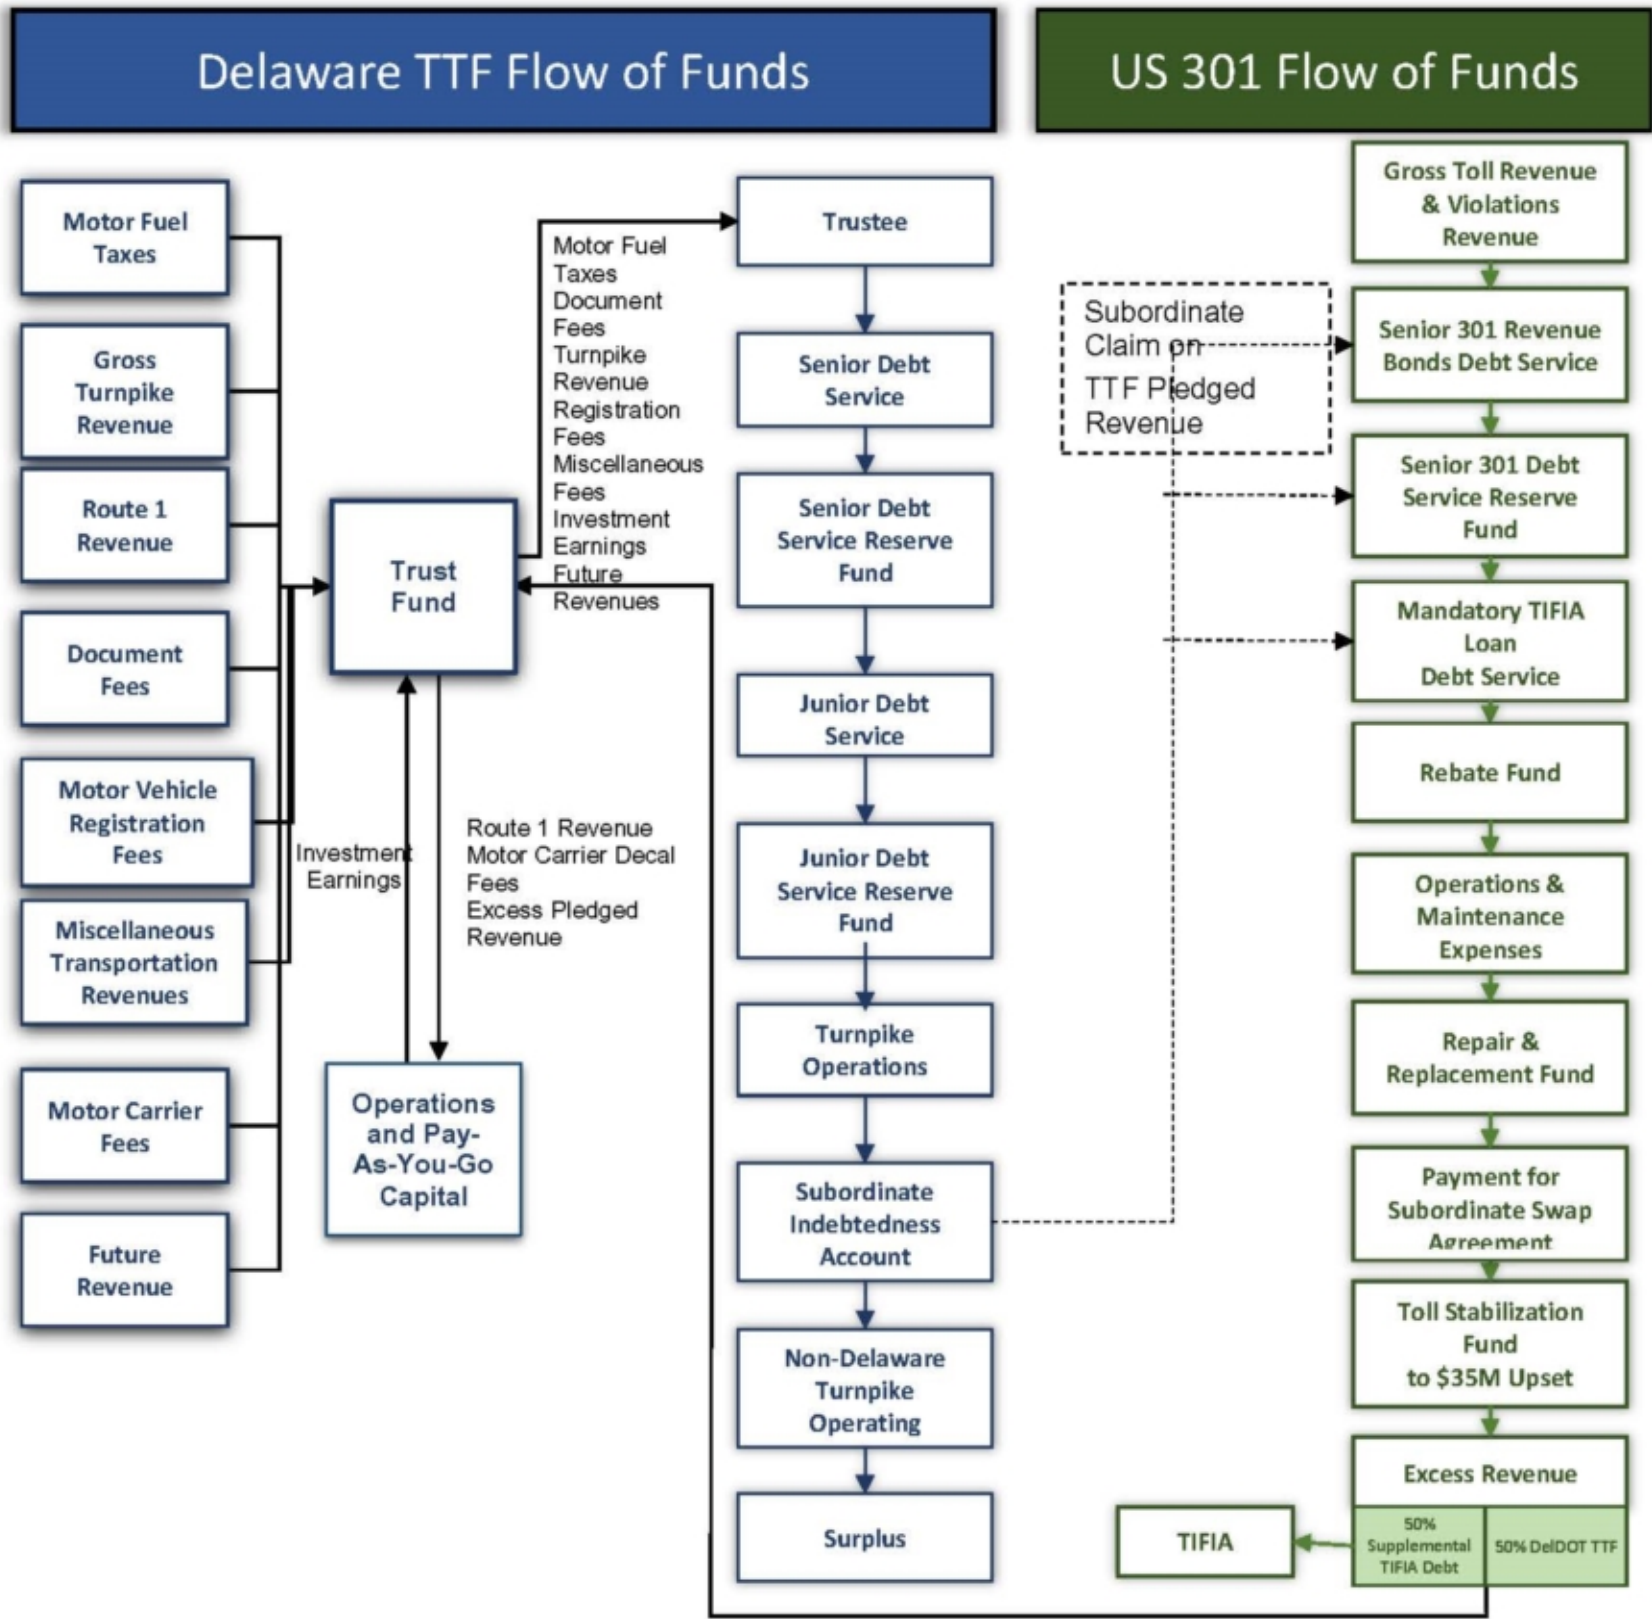 Delaware TTF Flow of Funds
US 301 Flow of Funds
Motor Fuel
Taxes
Gross
Turnpike
Revenue
Route 1
Revenue
Document
Fees
Motor Vehicle
Registration
Fees
Miscellaneous
Transportation
Revenues
Motor Carrier
Fees
Future
Revenue
Trust
Fund
Investment
Earnings
Route 1 Revenue
Motor Carrier Decal
Fees
Excess Pledged
Revenue
Operations
and Pay-
As-You-Go
Capital
Motor Fuel
Taxes
Document
Fees
Turnpike
Revenue
Registration
Fees
Miscellaneous
Fees
Investment
Earnings
Future
Revenues
Trustee
Senior Debt
Service
Senior Debt
Service Reserve
Fund
Junior Debt
Service
Junior Debt
Service Reserve
Fund
Turnpike
Operations
Subordinate
Indebtedness
Account
Non-Delaware
Turnpike
Operating
Surplus
Subordinate
Claim on
TTF Pledged
Revenue
Gross Toll Revenue
& Violations
Revenue
Senior 301 Revenue
Bonds Debt Service
Senior 301 Debt
Service Reserve
Fund
Mandatory TIFIA
Loan
Debt Service
Rebate Fund
Operations &
Maintenance
Expenses
Repair &
Replacement Fund
Payment for
Subordinate Swap
Agreement
Toll Stabilization
Fund
to $35M Upset
Excess Revenue
50%
Supplemental
TIFIA Debt
50% DelDOT TTF
TIFIA